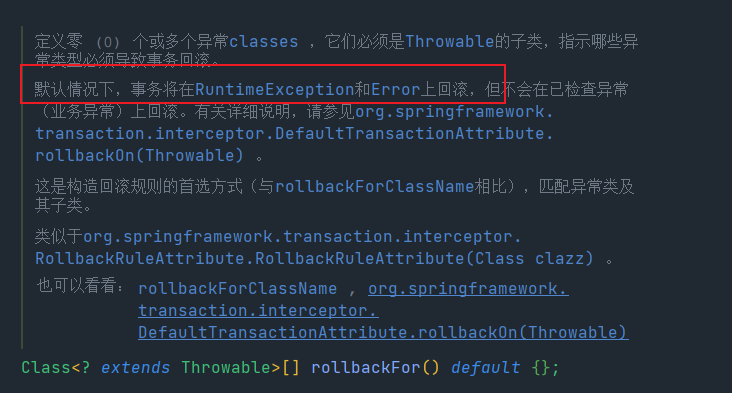 定义零 (0) 个或多个异常classes ，它们必须是Throwable的子类，指示哪些异
常类型必须导致事务回滚。
默认情况下，事务将在RuntimeException和Error上回滚，但不会在已检查异常
（业务异常）上回滚。有关详细说明，请参见org.springframework.
transaction.interceptor.DefaultTransactionAttribute.
rollbackOn(Throwable) 。
这是构造回滚规则的首选方式（与rollbackForClassName相比），匹配异常类及
其子类。
类似于org.springframework.transaction.interceptor.
RollbackRuleAttribute.RollbackRuleAttribute(Class clazz) 。
也可以看看： rollbackForClassName , org.springframework.
transaction.interceptor.
DefaultTransactionAttribute.rollbackOn(Throwable)
Class<? extends Throwable>[] rollbackFor() default {};